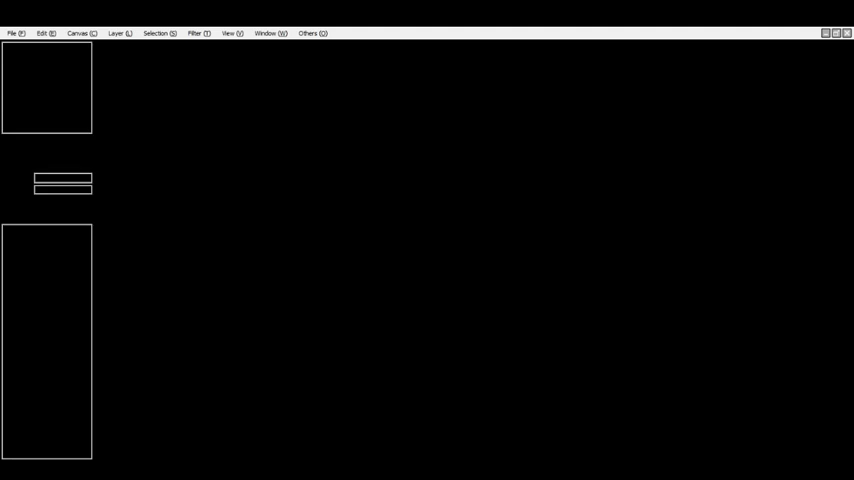 File (F) Edit (E) Canvas (C) Layer (L) Selection (S) Filter (T) View (V) Window (W) Others (O)